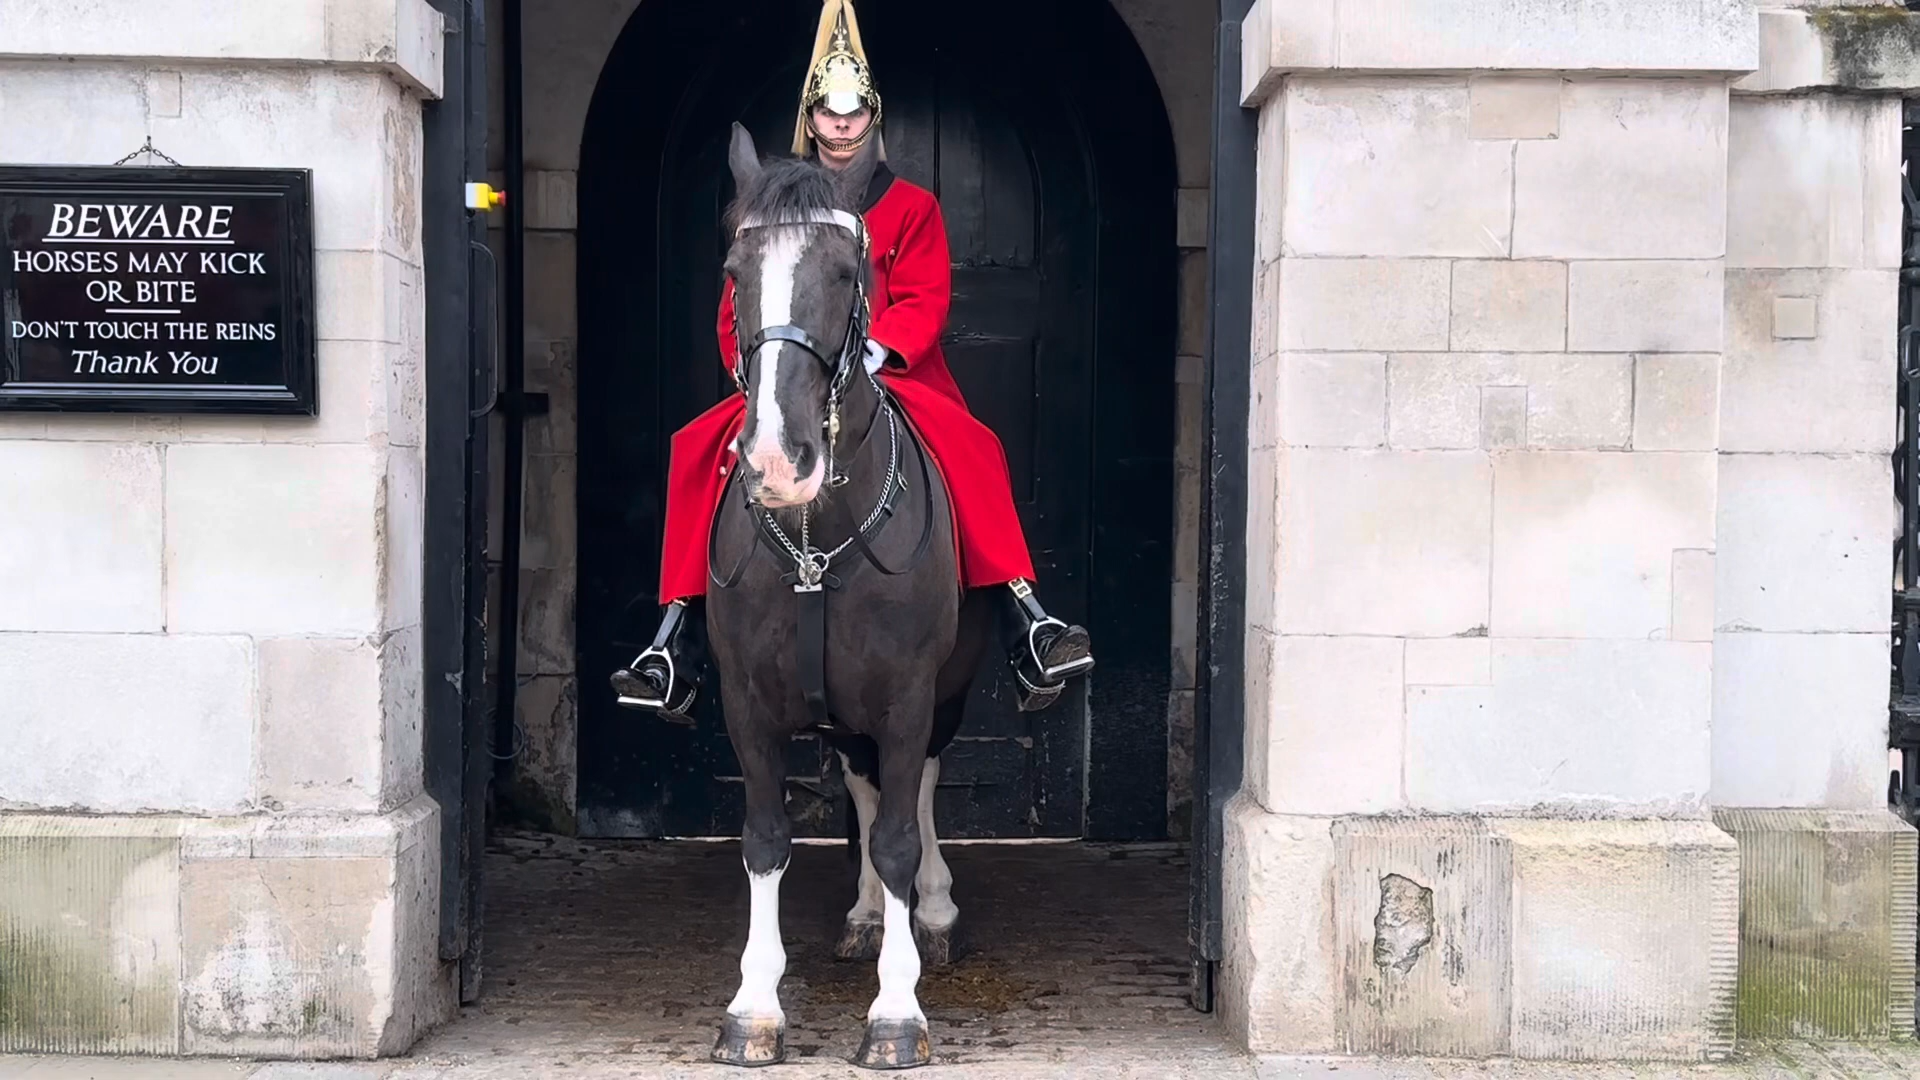 BEWARE
HORSES MAY KICK
OR BITE
DON'T TOUCH THE REINS
Thank You